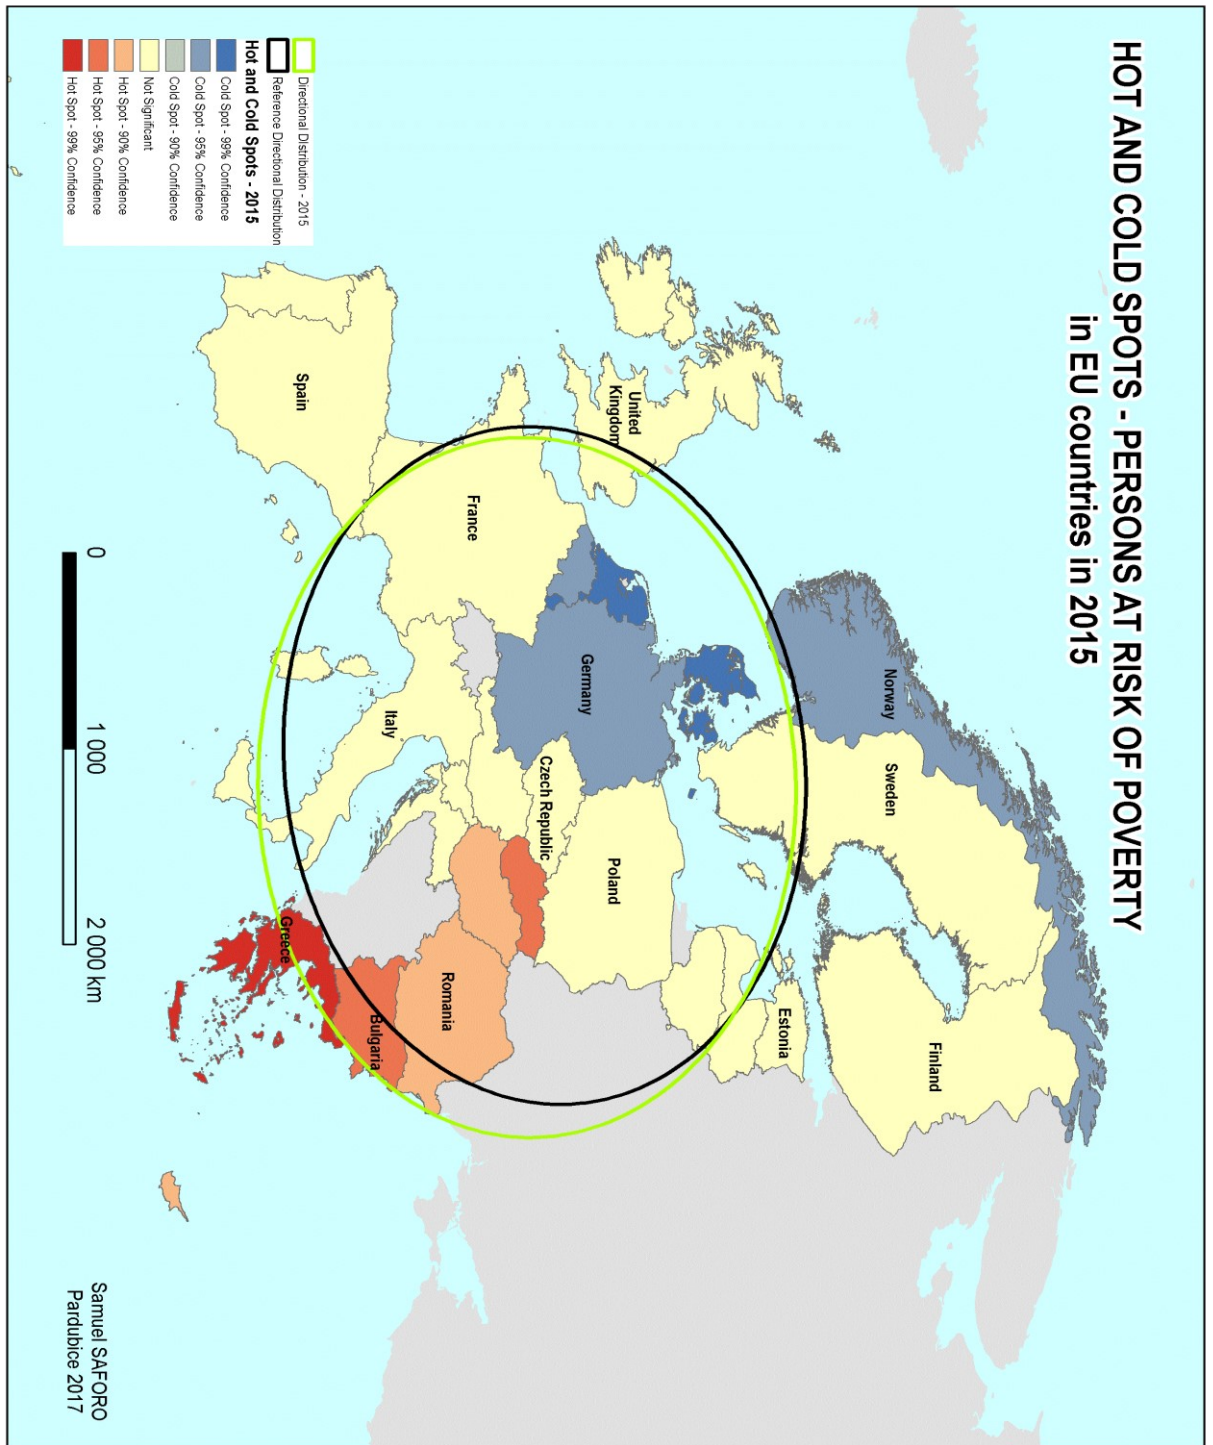 HOT AND COLD SPOTS - PERSONS AT RISK OF POVERTY
in EU countries in 2015
Norway
Sweden
Finland
Estonia
United
Kingdom
Germany
Poland
Czech Republic
France
Romania
Italy
Bulgaria
Spain
Greece
Directional Distribution - 2015
Reference Directional Distribution
Hot and Cold Spots - 2015
Cold Spot - 99% Confidence
Cold Spot - 95% Confidence
Cold Spot - 90% Confidence
Not Significant
Hot Spot - 90% Confidence
Hot Spot - 95% Confidence
Hot Spot - 99% Confidence
0 1 000 2 000 km
Samuel SAFORO
Pardubice 2017